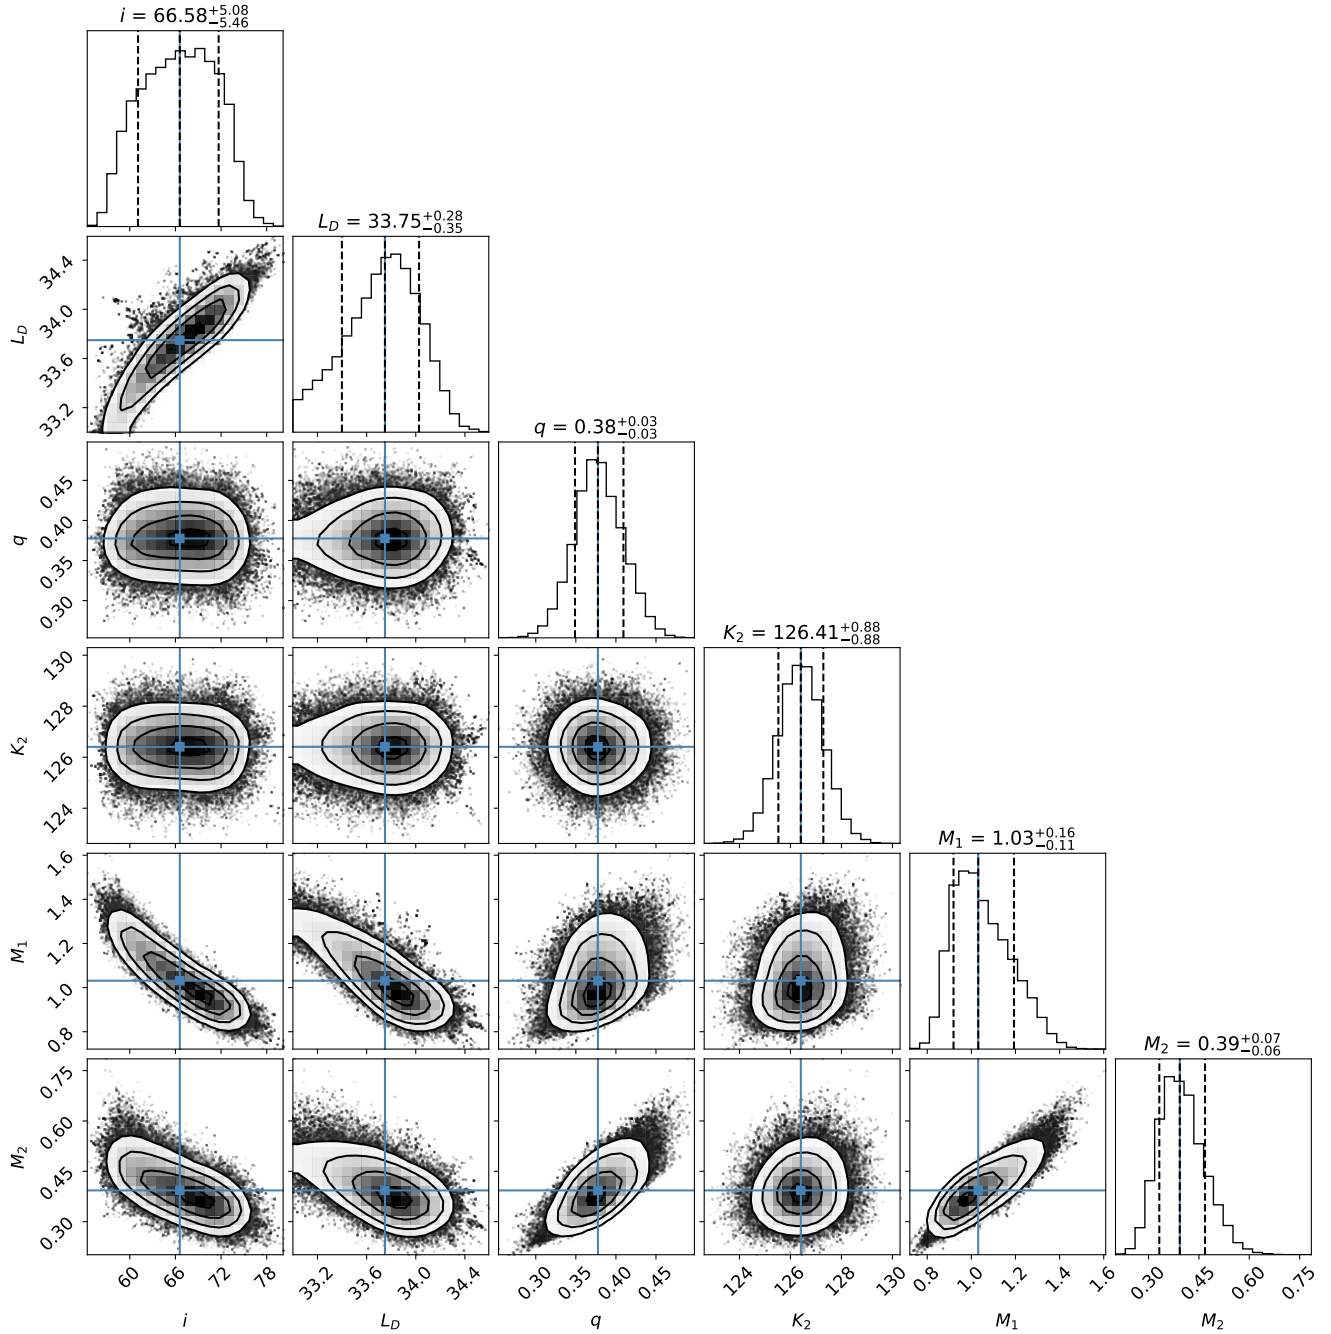 i = 66.58+5.08−5.46
L_D = 33.75+0.28−0.35
34.4
34.0
33.6
33.2
L_D
q = 0.38+0.03−0.03
0.45
0.40
0.35
0.30
q
K_2 = 126.41+0.88−0.88
130
128
126
124
K_2
M_1 = 1.03+0.16−0.11
1.6
1.4
1.2
1.0
0.8
M_1
M_2 = 0.39+0.07−0.06
0.75
0.60
0.45
0.30
M_2
60 66 72 78
33.2 33.6 34.0 34.4
0.30 0.35 0.40 0.45
124 126 128 130
0.8 1.0 1.2 1.4 1.6
0.30 0.45 0.60 0.75
i L_D q K_2 M_1 M_2